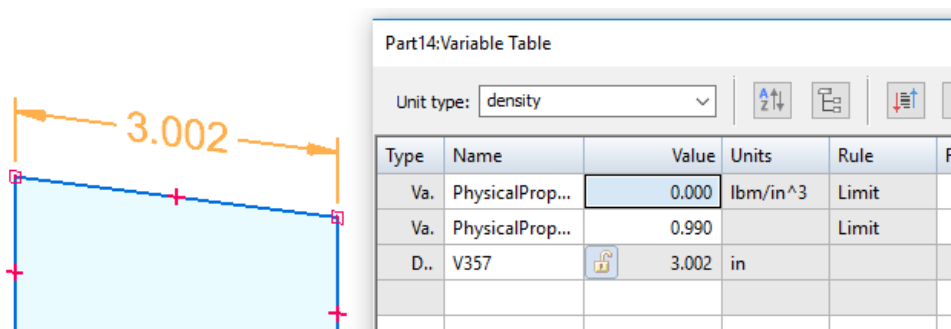 Part14:Variable Table
Unit type: density
3.002
Type Name Value Units Rule
Va. PhysicalProp... 0.000 lbm/in^3 Limit
Va. PhysicalProp... 0.990 Limit
D.. V357 3.002 in